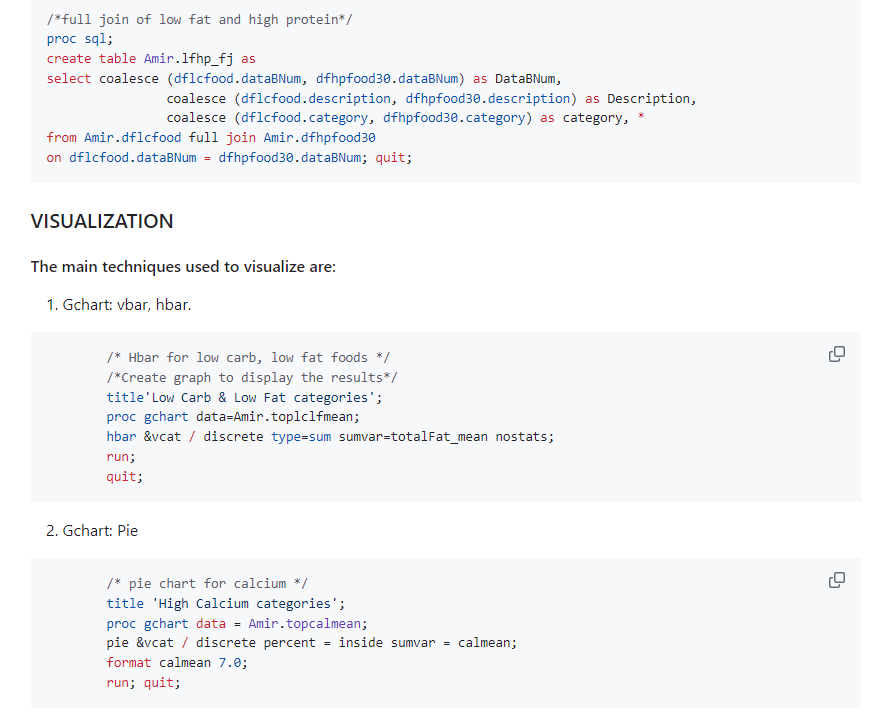 /*full join of low fat and high protein*/
proc sql;
create table Amir.lfhp_fj as
select coalesce (dflcfood.dataBNum, dfhpfood30.dataBNum) as DataBNum,
coalesce (dflcfood.description, dfhpfood30.description) as Description,
coalesce (dflcfood.category, dfhpfood30.category) as category, *
from Amir.dflcfood full join Amir.dfhpfood30
on dflcfood.dataBNum = dfhpfood30.dataBNum; quit;
VISUALIZATION
The main techniques used to visualize are:
1. Gchart: vbar, hbar.
/* Hbar for low carb, low fat foods */
/*Create graph to display the results*/
title'Low Carb & Low Fat categories';
proc gchart data=Amir.toplclfmean;
hbar &vcat / discrete type=sum sumvar=totalFat_mean nostats;
run;
quit;
2. Gchart: Pie
/* pie chart for calcium */
title 'High Calcium categories';
proc gchart data = Amir.topcalmean;
pie &vcat / discrete percent = inside sumvar = calmean;
format calmean 7.0;
run; quit;